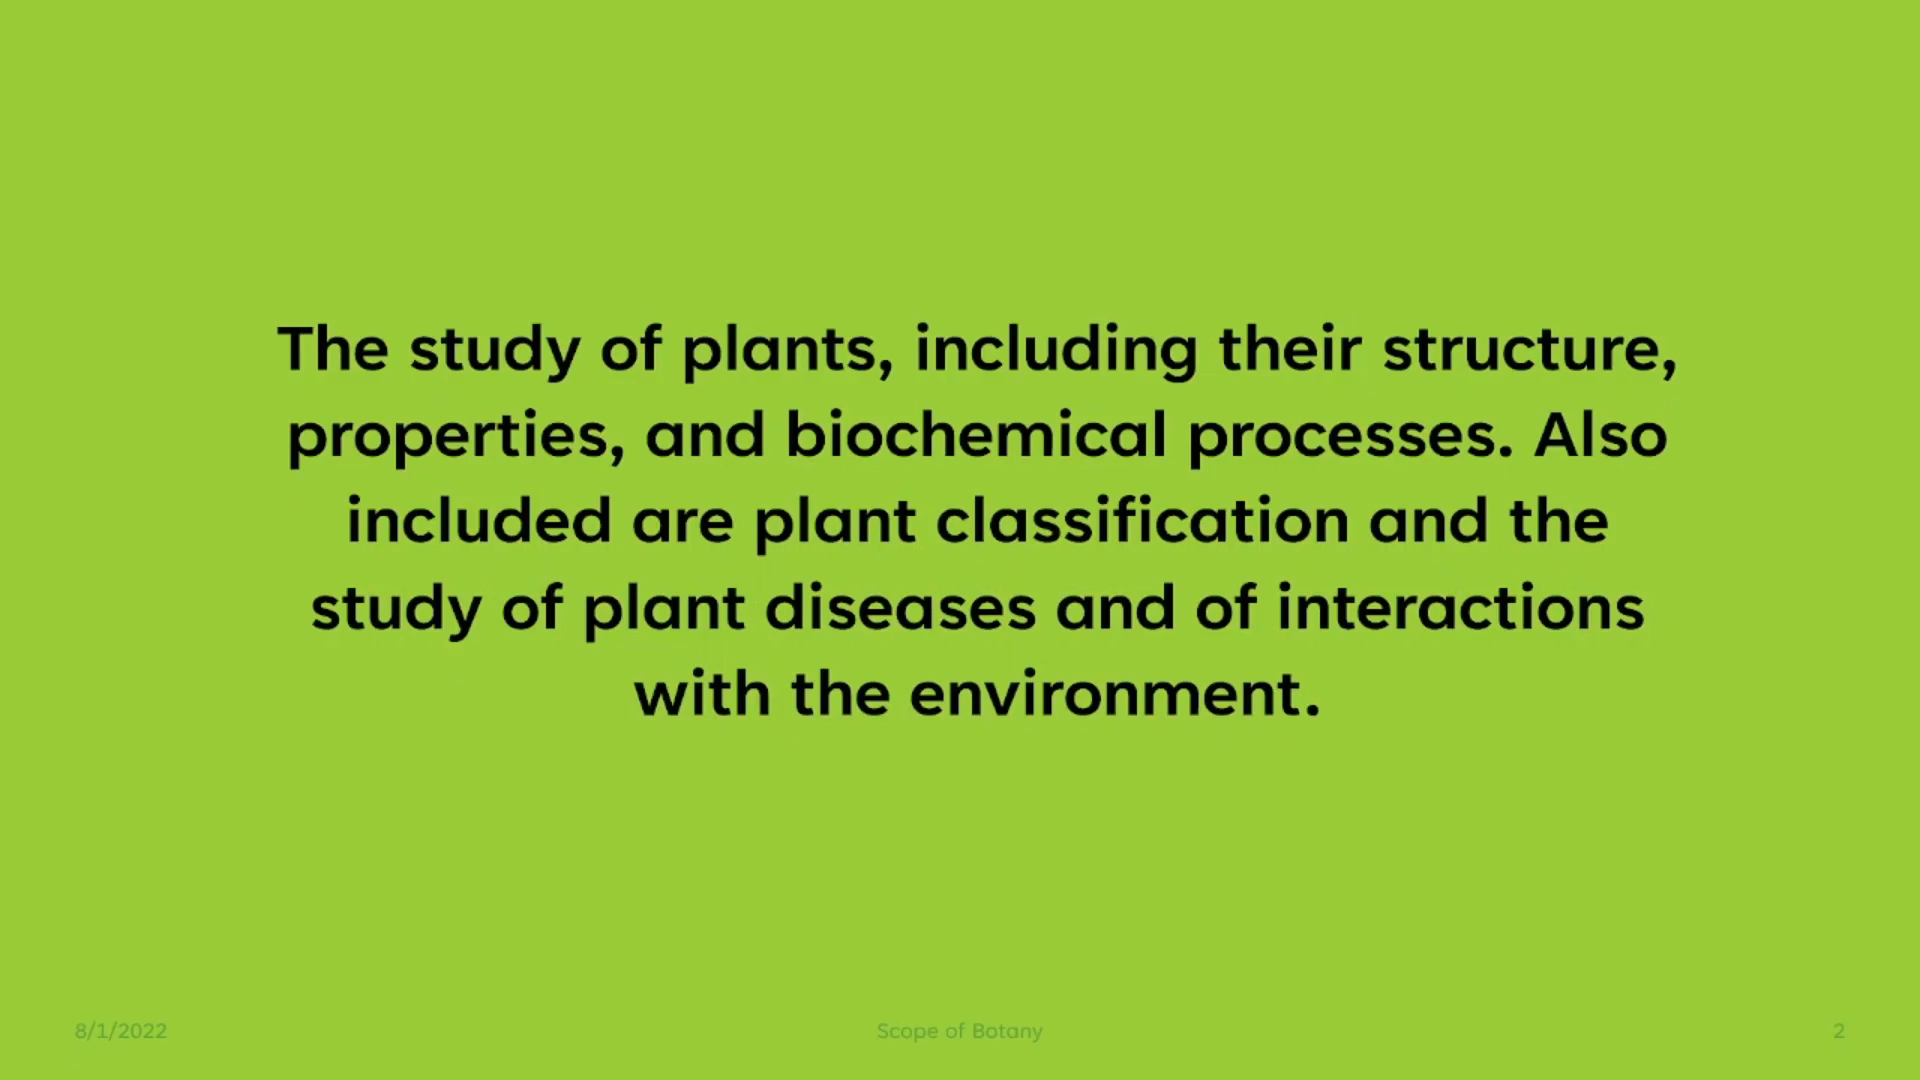 The study of plants, including their structure,
properties, and biochemical processes. Also
included are plant classification and the
study of plant diseases and of interactions
with the environment.
8/1/2022
Scope of Botany
2